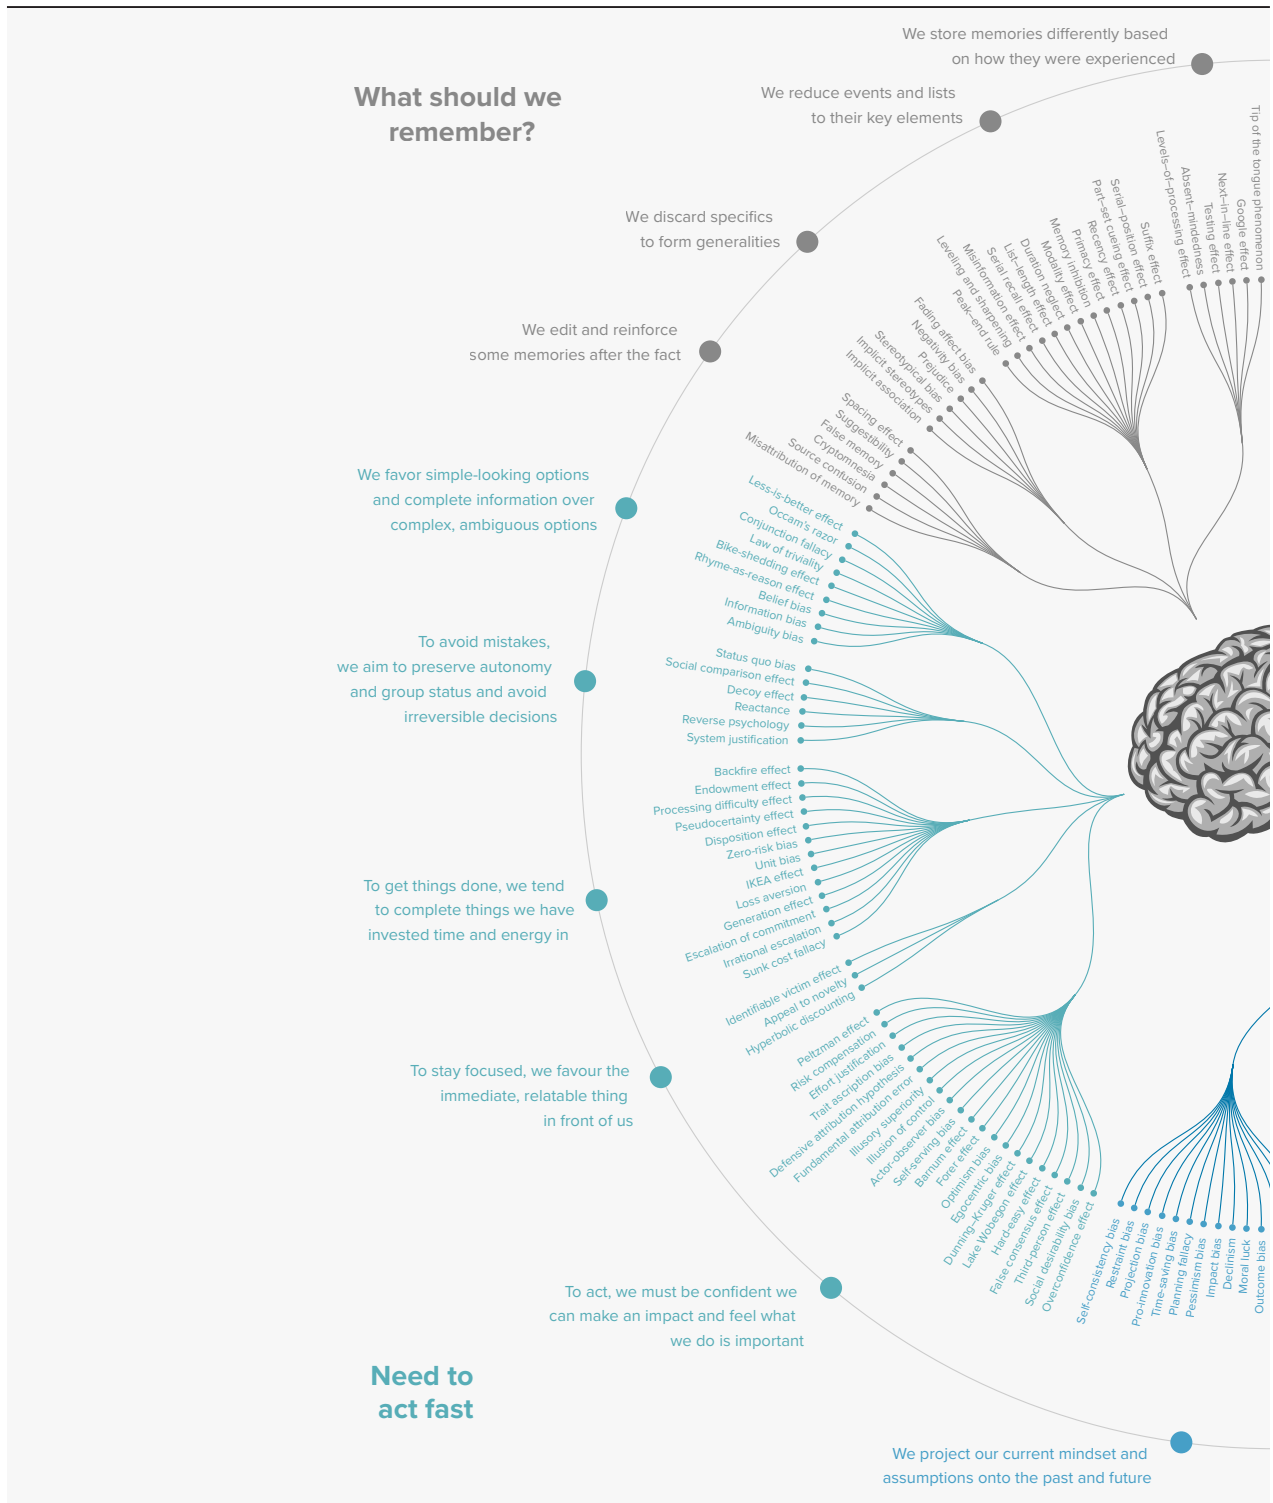 We store memories differently based
on how they were experienced
What should we
remember?
We reduce events and lists
to their key elements
We discard specifics
to form generalities
We edit and reinforce
some memories after the fact
We favor simple-looking options
and complete information over
complex, ambiguous options
To avoid mistakes,
we aim to preserve autonomy
and group status and avoid
irreversible decisions
To get things done, we tend
to complete things we have
invested time and energy in
To stay focused, we favour the
immediate, relatable thing
in front of us
To act, we must be confident we
can make an impact and feel what
we do is important
Need to
act fast
We project our current mindset and
assumptions onto the past and future
Tip of the tongue phenomenon
Google effect
Next–in–line effect
Testing effect
Absent–mindedness
Levels–of–processing effect
Suffix effect
Serial–position effect
Part–set cueing effect
Recency effect
Primacy effect
Memory inhibition
Modality effect
Duration neglect
List–length effect
Serial recall effect
Misinformation effect
Leveling and sharpening
Peak–end rule
Fading affect bias
Negativity bias
Prejudice
Stereotypical bias
Implicit stereotypes
Implicit association
Spacing effect
Suggestibility
False memory
Cryptomnesia
Source confusion
Misattribution of memory
Less-is-better effect
Occam's razor
Conjunction fallacy
Law of triviality
Bike-shedding effect
Rhyme-as-reason effect
Belief bias
Information bias
Ambiguity bias
Status quo bias
Social comparison effect
Decoy effect
Reactance
Reverse psychology
System justification
Backfire effect
Endowment effect
Processing difficulty effect
Pseudocertainty effect
Disposition effect
Zero-risk bias
Unit bias
IKEA effect
Loss aversion
Generation effect
Escalation of commitment
Irrational escalation
Sunk cost fallacy
Identifiable victim effect
Appeal to novelty
Hyperbolic discounting
Peltzman effect
Risk compensation
Effort justification
Trait ascription bias
Defensive attribution hypothesis
Fundamental attribution error
Illusory superiority
Illusion of control
Actor-observer bias
Self-serving bias
Barnum effect
Forer effect
Optimism bias
Egocentric bias
Dunning–Kruger effect
Lake Wobegon effect
Hard-easy effect
False consensus effect
Third-person effect
Social desirability bias
Overconfidence effect
Self-consistency bias
Restraint bias
Projection bias
Pro-innovation bias
Time-saving bias
Planning fallacy
Pessimism bias
Impact bias
Declinism
Moral luck
Outcome bias